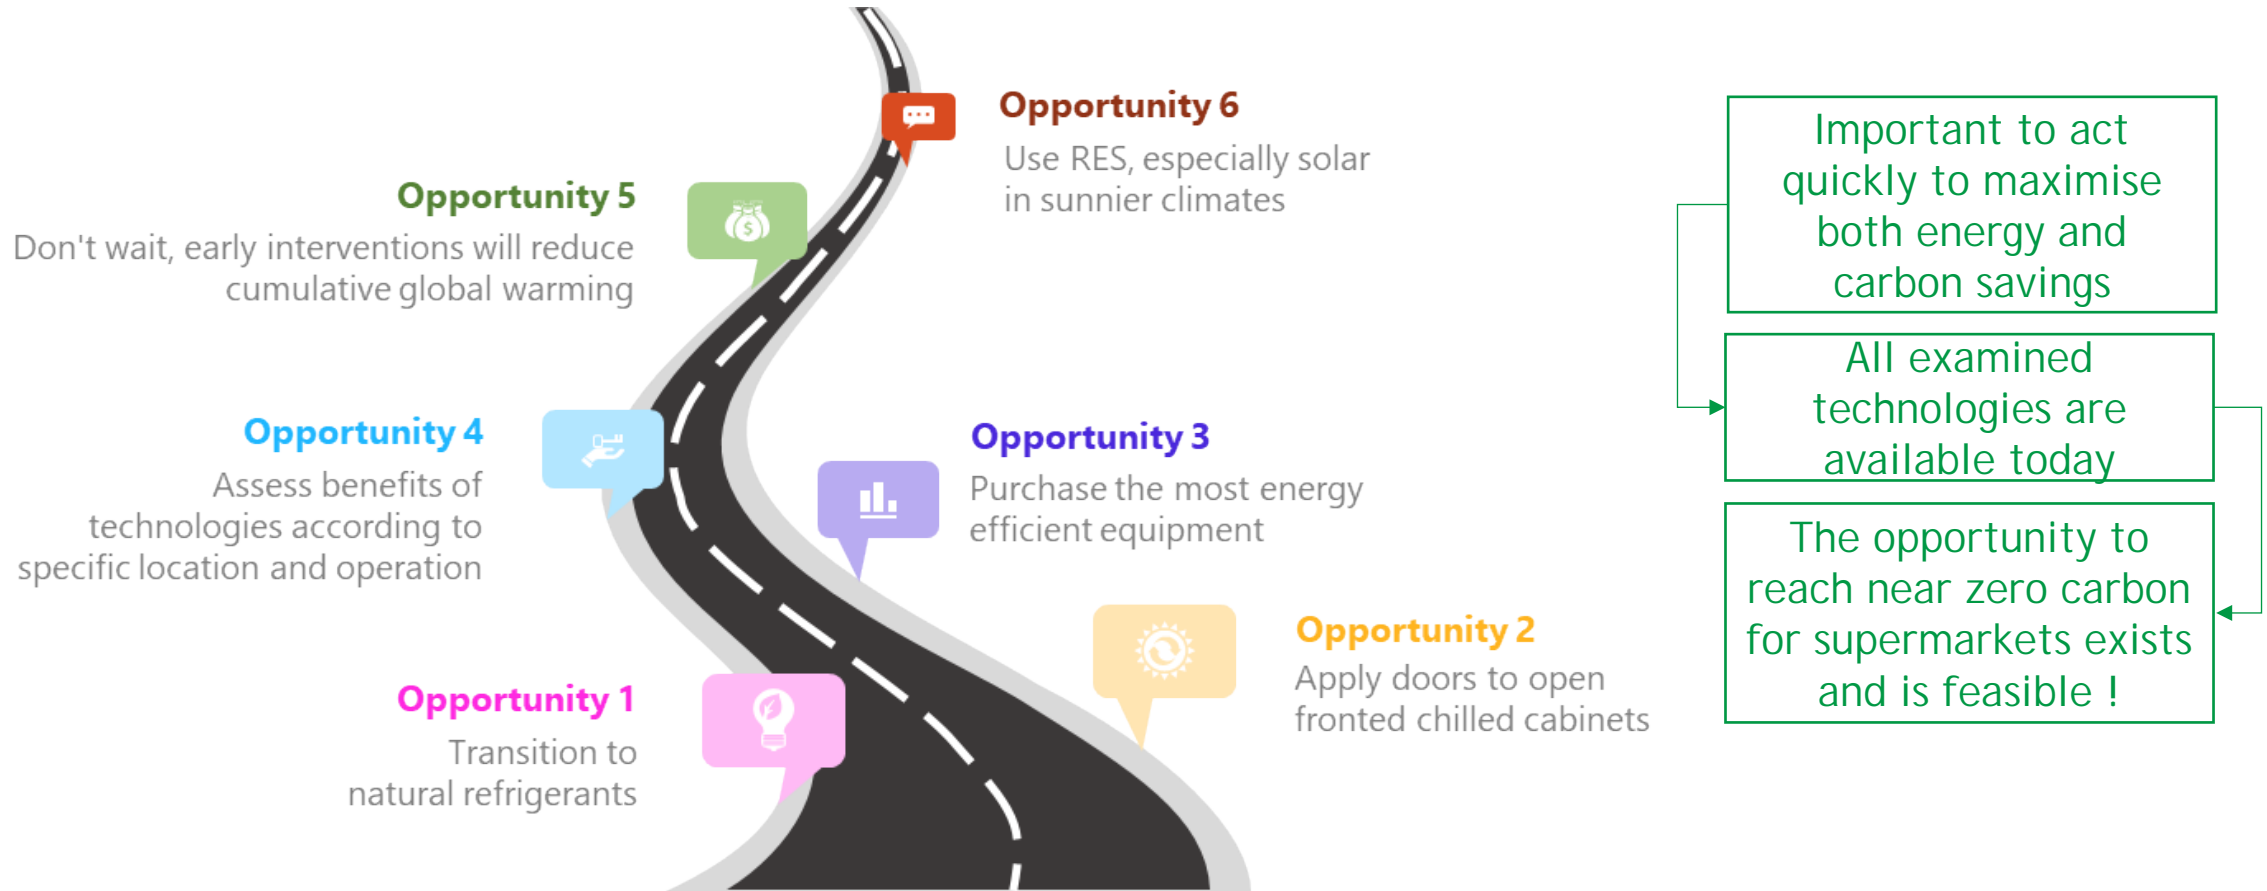 Opportunity 6
Use RES, especially solar
in sunnier climates
Opportunity 5
Don't wait, early interventions will reduce
cumulative global warming
Opportunity 4
Assess benefits of
technologies according to
specific location and operation
Opportunity 3
Purchase the most energy
efficient equipment
Opportunity 2
Apply doors to open
fronted chilled cabinets
Opportunity 1
Transition to
natural refrigerants
Important to act
quickly to maximise
both energy and
carbon savings
All examined
technologies are
available today
The opportunity to
reach near zero carbon
for supermarkets exists
and is feasible !